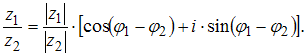 z₁/z₂ = |z₁|/|z₂| · [cos(φ₁ − φ₂) + i · sin(φ₁ − φ₂)].